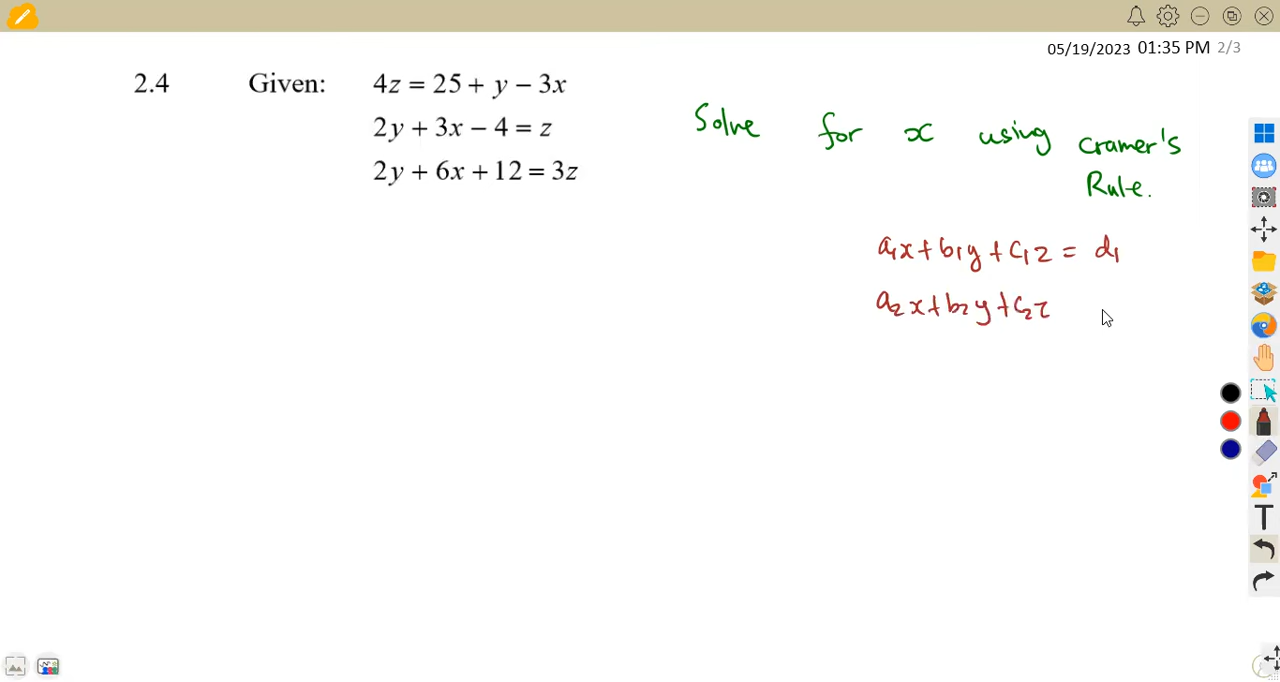 05/19/2023 01:35 PM 2/3
2.4 Given: 4z = 25 + y − 3x
2y + 3x − 4 = z
2y + 6x + 12 = 3z
Solve for x using Cramer's
Rule.
a₁x + b₁y + c₁z = d₁
a₂x + b₂y + c₂z
T